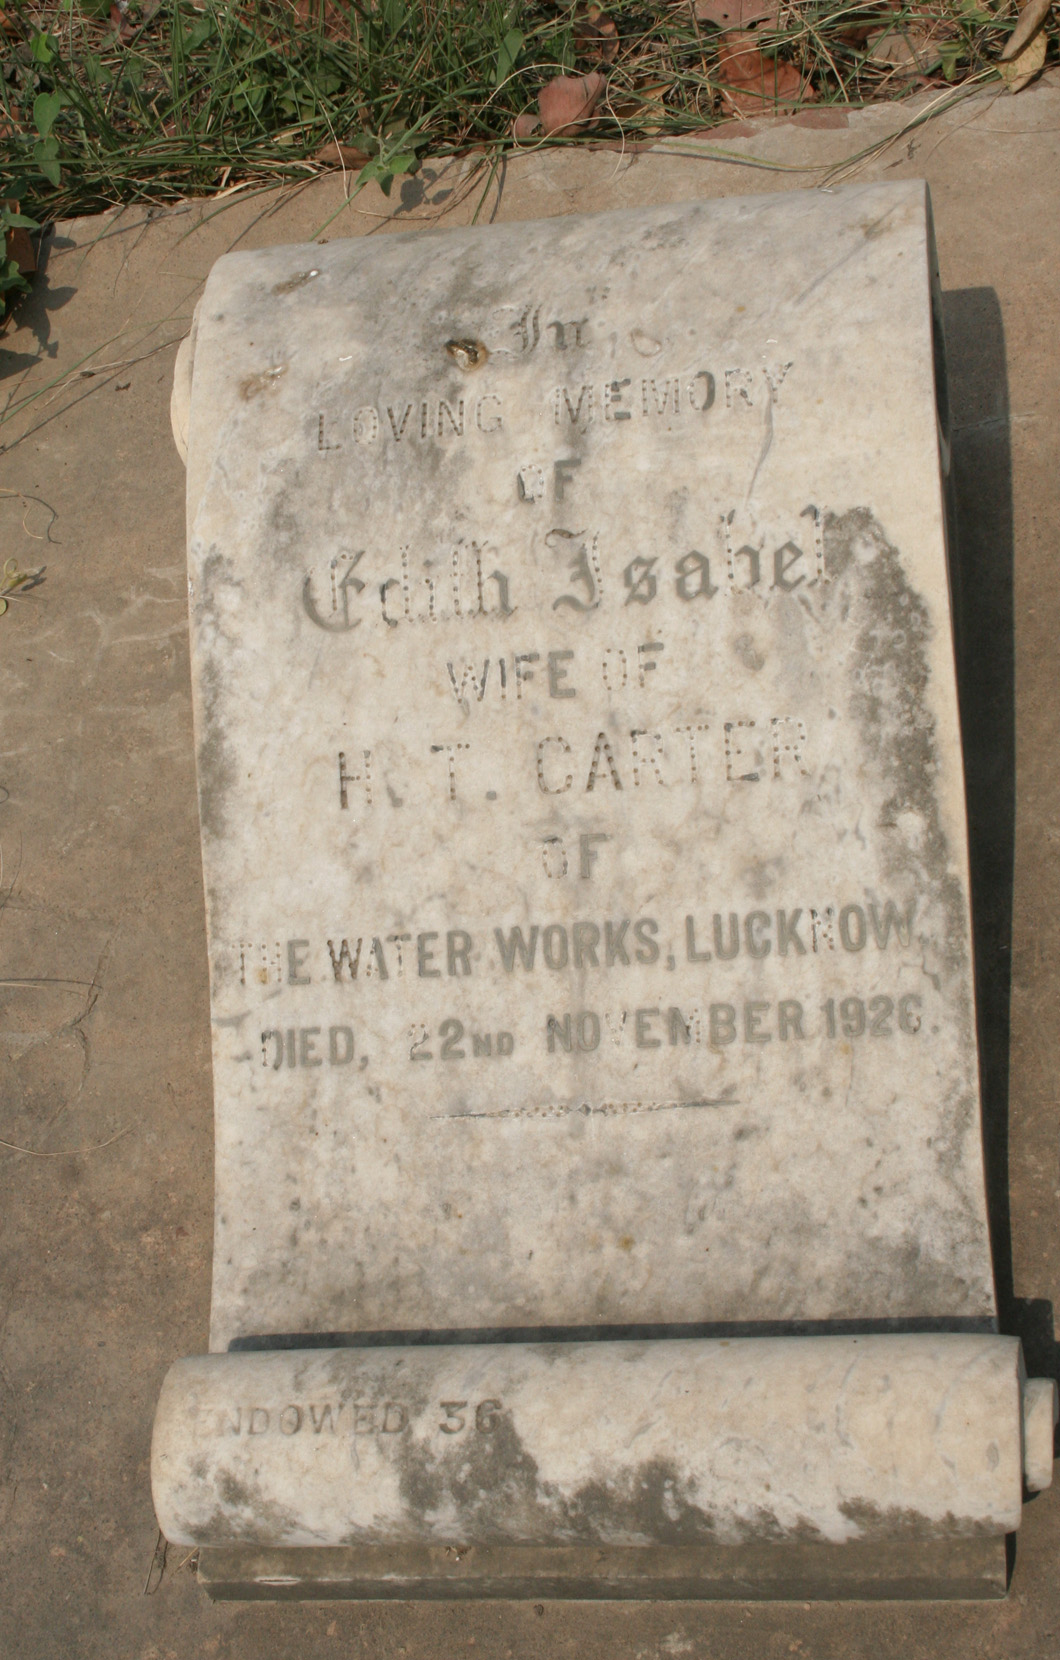 In
LOVING MEMORY
OF
Edith Isabel
WIFE OF
H. T. CARTER
OF
THE WATER WORKS, LUCKNOW.
DIED, 22ND NOVEMBER 1926.
ENDOWED 36